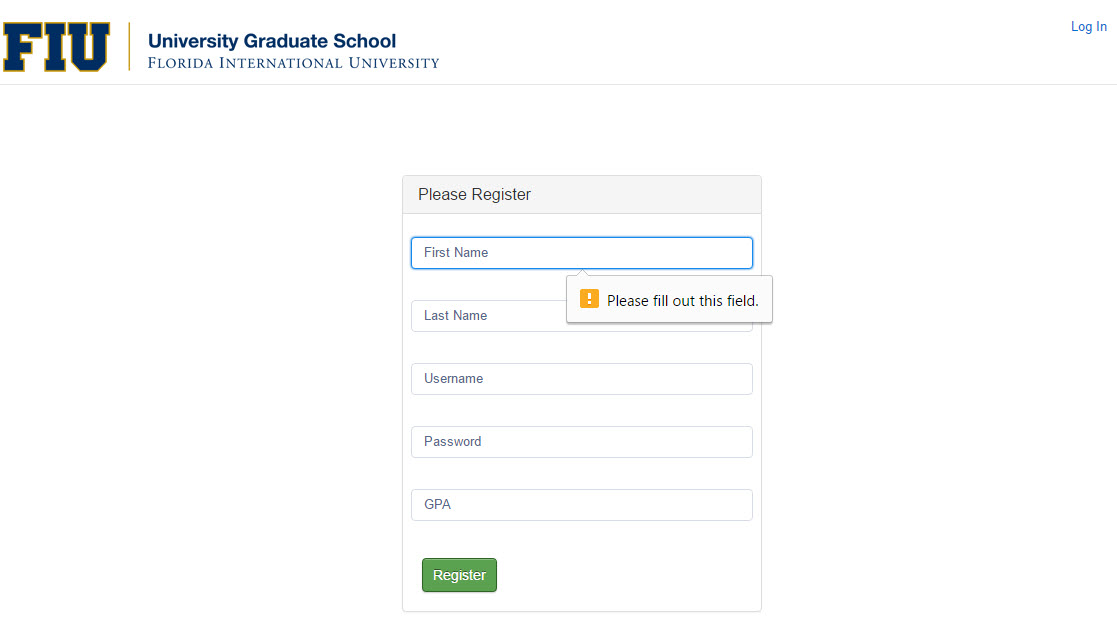 FIU
University Graduate School
Florida International University
Log In
Please Register
First Name
Please fill out this field.
Last Name
Username
Password
GPA
Register